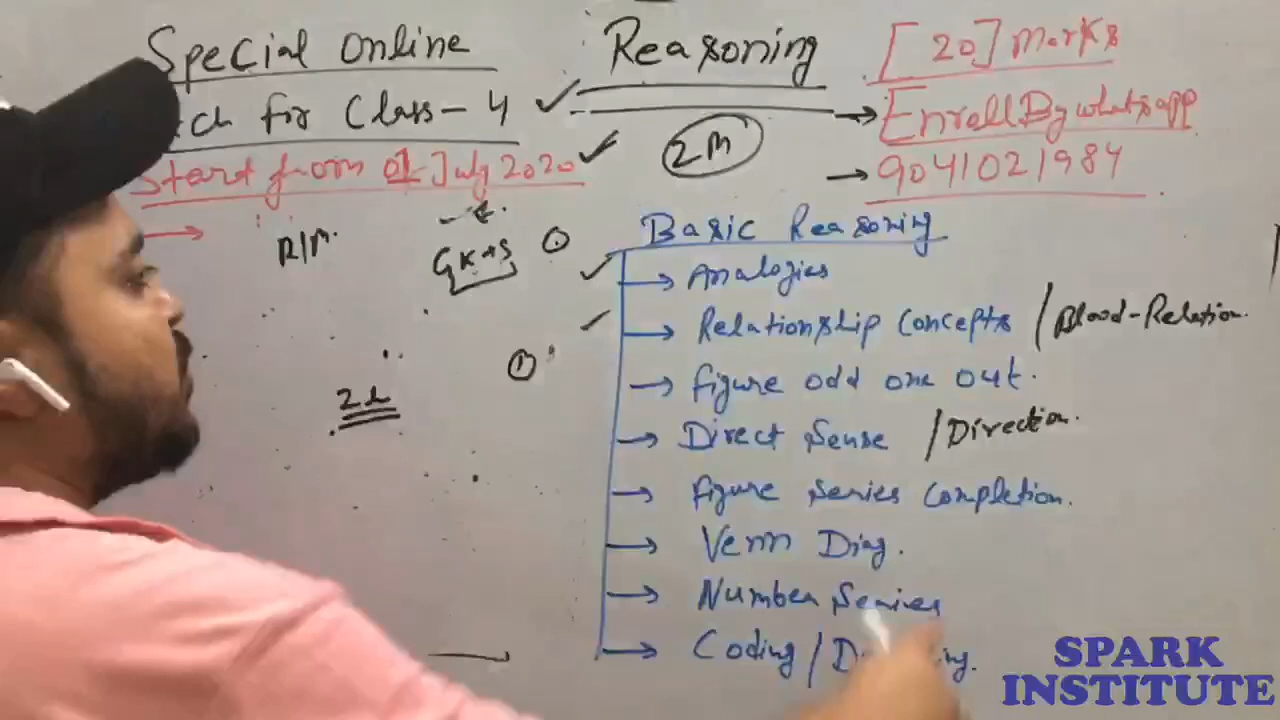 Special Online
ch for Class-4
Start from 01 July 2020
Reasoning
2M
[20] Marks
Enroll By whatsapp
9041021984
R/M.
GK+S
2h
Basic Reasoning
Analogies
Relationship Concepts / Blood-Relation.
figure odd one out.
Direct Sense / Direction.
figure series completion.
Venn Diag.
Number Series
Coding /
SPARK
INSTITUTE